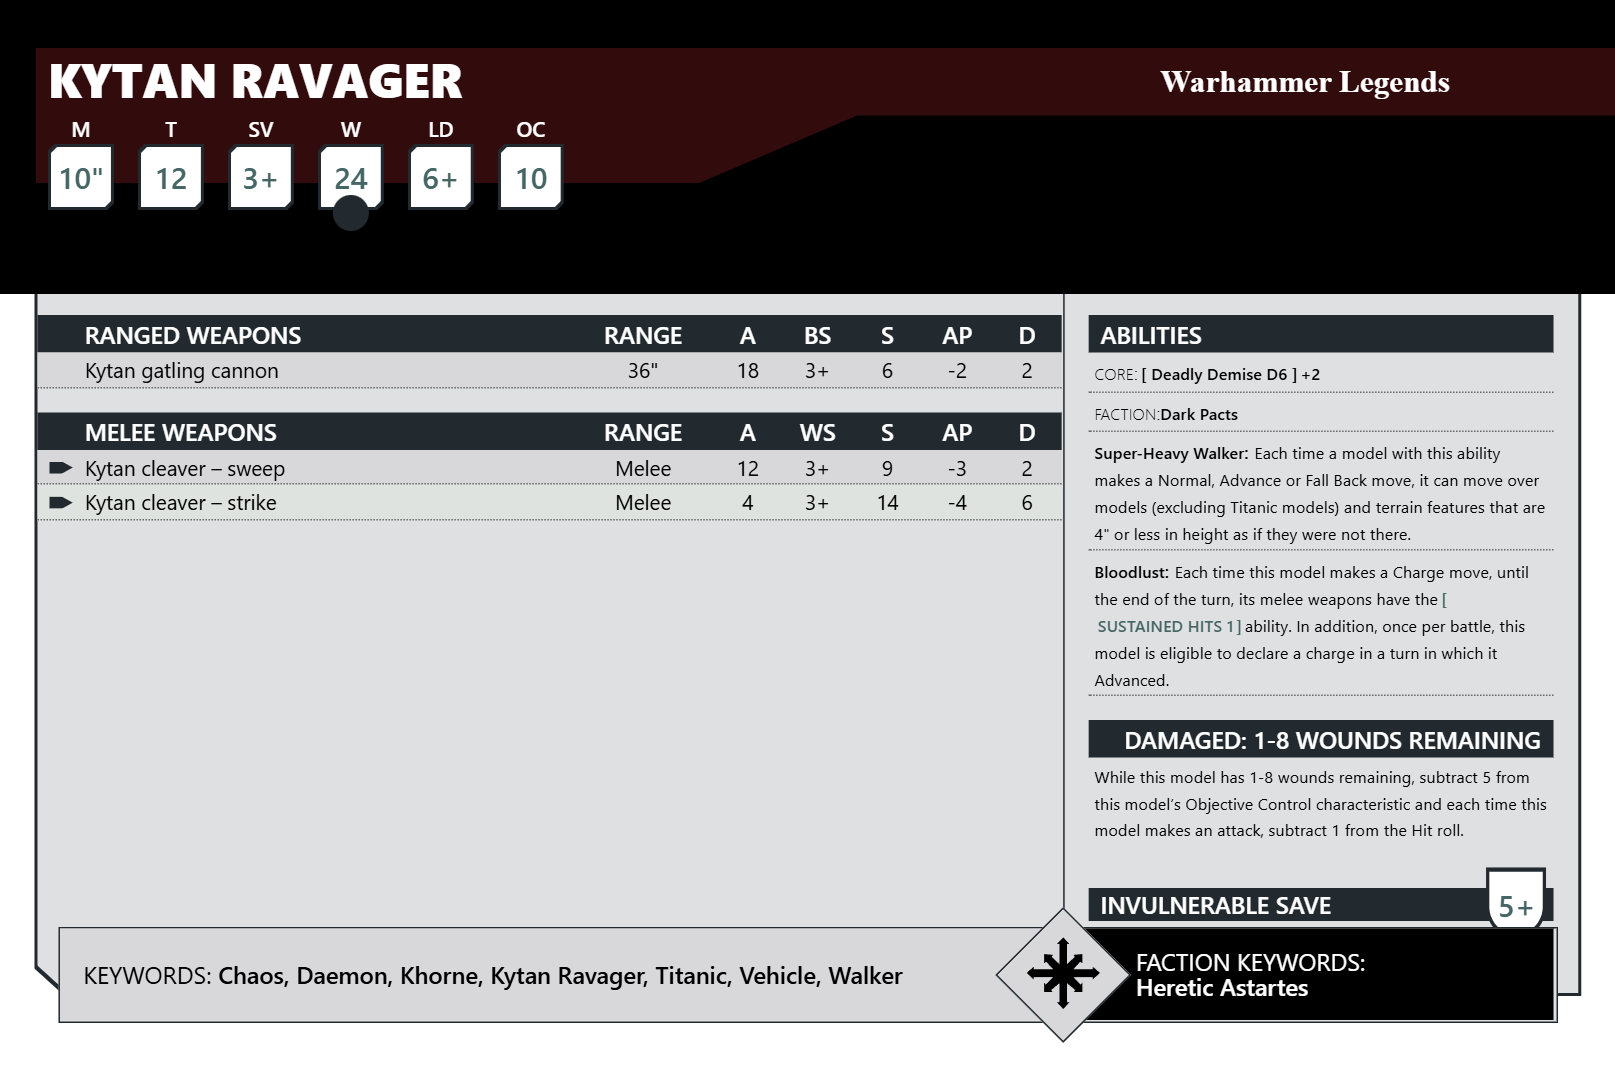 KYTAN RAVAGER
Warhammer Legends
M T SV W LD OC
10" 12 3+ 24 6+ 10
RANGED WEAPONS RANGE A BS S AP D
Kytan gatling cannon 36" 18 3+ 6 -2 2
MELEE WEAPONS RANGE A WS S AP D
Kytan cleaver – sweep Melee 12 3+ 9 -3 2
Kytan cleaver – strike Melee 4 3+ 14 -4 6
ABILITIES
CORE: [ Deadly Demise D6 ] +2
FACTION:Dark Pacts
Super-Heavy Walker: Each time a model with this ability
makes a Normal, Advance or Fall Back move, it can move over
models (excluding Titanic models) and terrain features that are
4" or less in height as if they were not there.
Bloodlust: Each time this model makes a Charge move, until
the end of the turn, its melee weapons have the [
SUSTAINED HITS 1] ability. In addition, once per battle, this
model is eligible to declare a charge in a turn in which it
Advanced.
DAMAGED: 1-8 WOUNDS REMAINING
While this model has 1-8 wounds remaining, subtract 5 from
this model’s Objective Control characteristic and each time this
model makes an attack, subtract 1 from the Hit roll.
INVULNERABLE SAVE 5+
KEYWORDS: Chaos, Daemon, Khorne, Kytan Ravager, Titanic, Vehicle, Walker
FACTION KEYWORDS:
Heretic Astartes